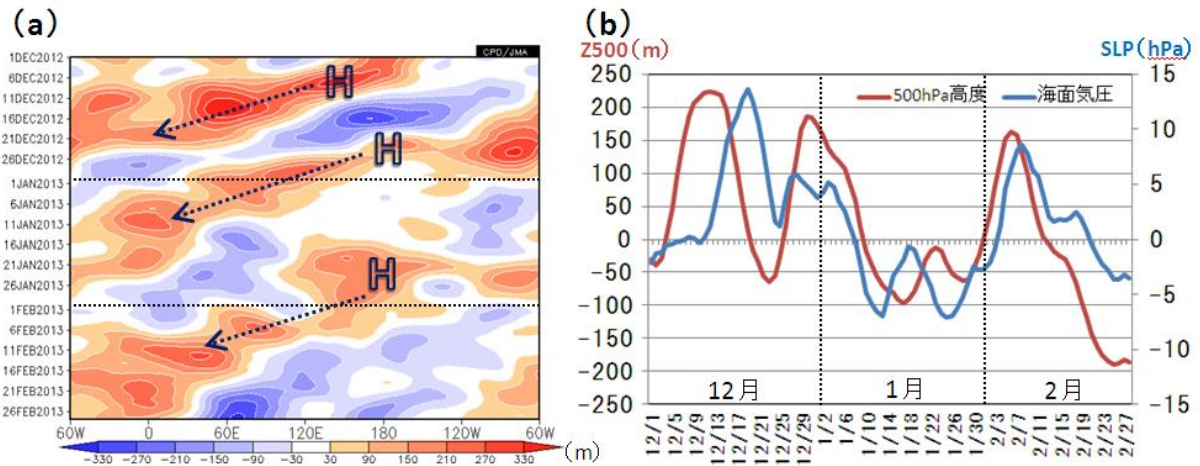 (a)
CPD/JMA
1DEC2012
6DEC2012
11DEC2012
16DEC2012
21DEC2012
26DEC2012
1JAN2013
6JAN2013
11JAN2013
16JAN2013
21JAN2013
26JAN2013
1FEB2013
6FEB2013
11FEB2013
16FEB2013
21FEB2013
26FEB2013
H
H
H
60W 0 60E 120E 180 120W 60W
-330 -270 -210 -150 -90 -30 30 90 150 210 270 330 (m)
(b)
Z500(m)
SLP(hPa)
500hPa高度 海面気圧
250
200
150
100
50
0
-50
-100
-150
-200
-250
15
10
5
0
-5
-10
-15
12月 1月 2月
12/1 12/5 12/9 12/13 12/17 12/21 12/25 12/29 1/2 1/6 1/10 1/14 1/18 1/22 1/26 1/30 2/3 2/7 2/11 2/15 2/19 2/23 2/27